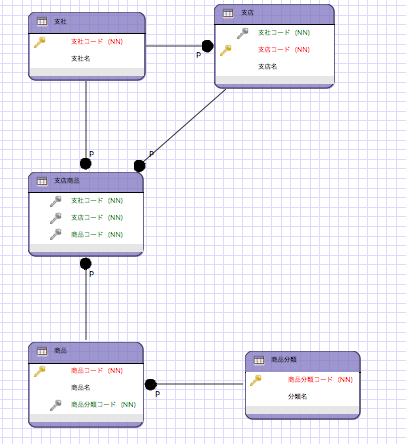 支社
支社コード (NN)
支社名
支店
支社コード (NN)
支店コード (NN)
支店名
P
P
P
支店商品
支社コード (NN)
支店コード (NN)
商品コード (NN)
P
商品
商品コード (NN)
商品名
商品分類コード (NN)
P
商品分類
商品分類コード (NN)
分類名